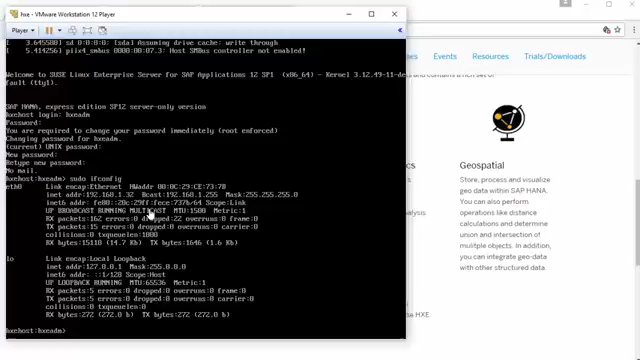 hxe - VMware Workstation 12 Player
Player
[ 3.645580] sd 0:0:0:0: [sda] Assuming drive cache: write through
[ 5.414256] piix4_smbus 0000:00:07.3: Host SMBus controller not enabled!
Welcome to SUSE Linux Enterprise Server for SAP Applications 12 SP1 (x86_64) - Kernel 3.12.49-11-de
fault (tty1).
SAP HANA, express edition SP12 server-only version
hxehost login: hxeadm
Password:
You are required to change your password immediately (root enforced)
Changing password for hxeadm.
(current) UNIX password:
New password:
Retype new password:
No mail.
hxehost:hxeadm> sudo ifconfig
eth0 Link encap:Ethernet HWaddr 00:0C:29:CE:73:7B
inet addr:192.168.1.32 Bcast:192.168.1.255 Mask:255.255.255.0
inet6 addr: fe80::20c:29ff:fece:737b/64 Scope:Link
UP BROADCAST RUNNING MULTICAST MTU:1500 Metric:1
RX packets:162 errors:0 dropped:22 overruns:0 frame:0
TX packets:15 errors:0 dropped:0 overruns:0 carrier:0
collisions:0 txqueuelen:1000
RX bytes:15118 (14.7 Kb) TX bytes:1646 (1.6 Kb)
lo Link encap:Local Loopback
inet addr:127.0.0.1 Mask:255.0.0.0
inet6 addr: ::1/128 Scope:Host
UP LOOPBACK RUNNING MTU:65536 Metric:1
RX packets:5 errors:0 dropped:0 overruns:0 frame:0
TX packets:5 errors:0 dropped:0 overruns:0 carrier:0
collisions:0 txqueuelen:0
RX bytes:272 (272.0 b) TX bytes:272 (272.0 b)
hxehost:hxeadm>
Events
Tutorials
Trials/Distribution
contains a rich set of
Geospatial
Store, process and visualize
geo data within SAP HANA.
You can also perform
operations like distance
calculations and determine
union and intersection of
mulitple objects. In addition,
you can integrate geo-data
with other structured data.
HXE.